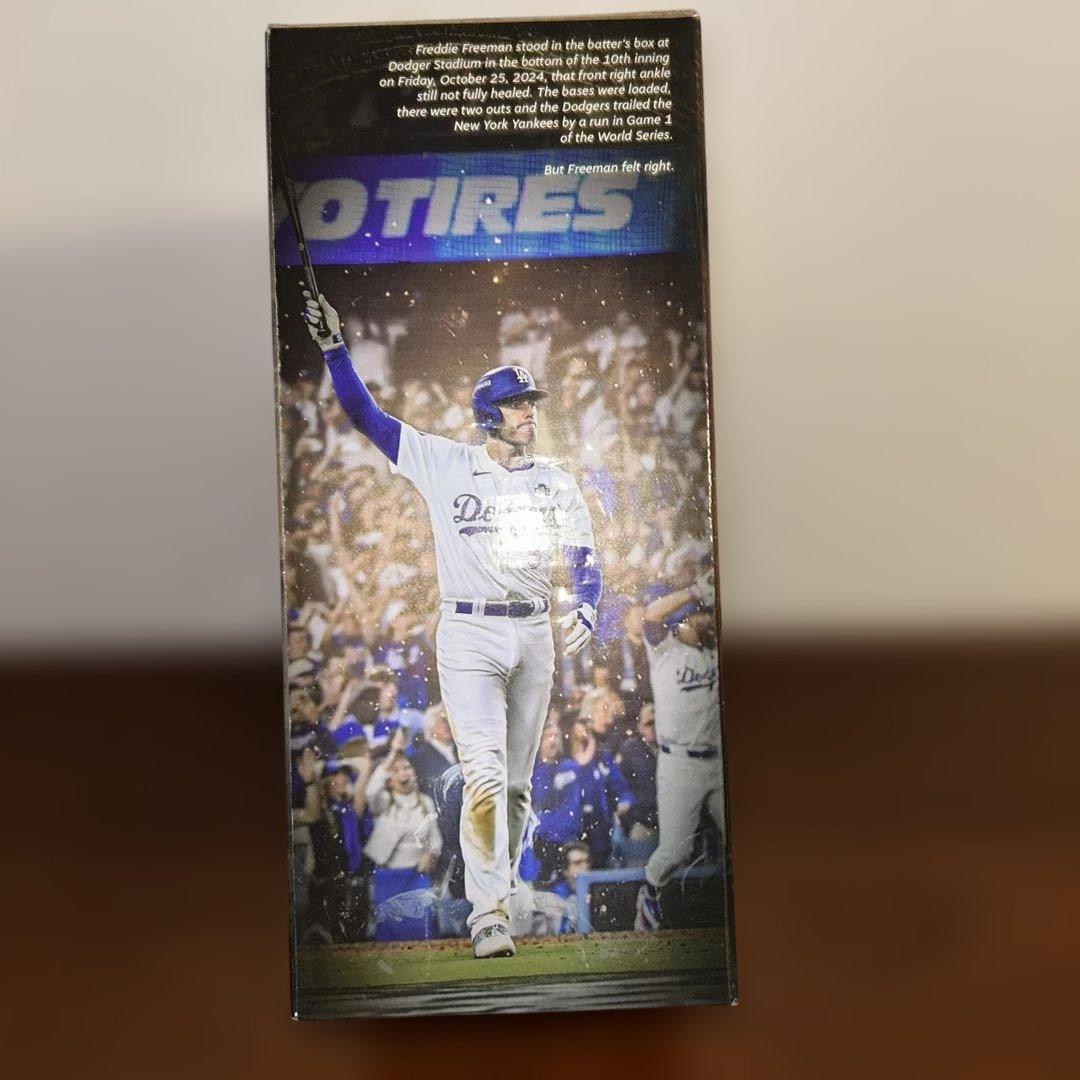 Freddie Freeman stood in the batter's box at
Dodger Stadium in the bottom of the 10th inning
on Friday, October 25, 2024, that front right ankle
still not fully healed. The bases were loaded,
there were two outs and the Dodgers trailed the
New York Yankees by a run in Game 1
of the World Series.
But Freeman felt right.
O TIRES
LA
Dodgers